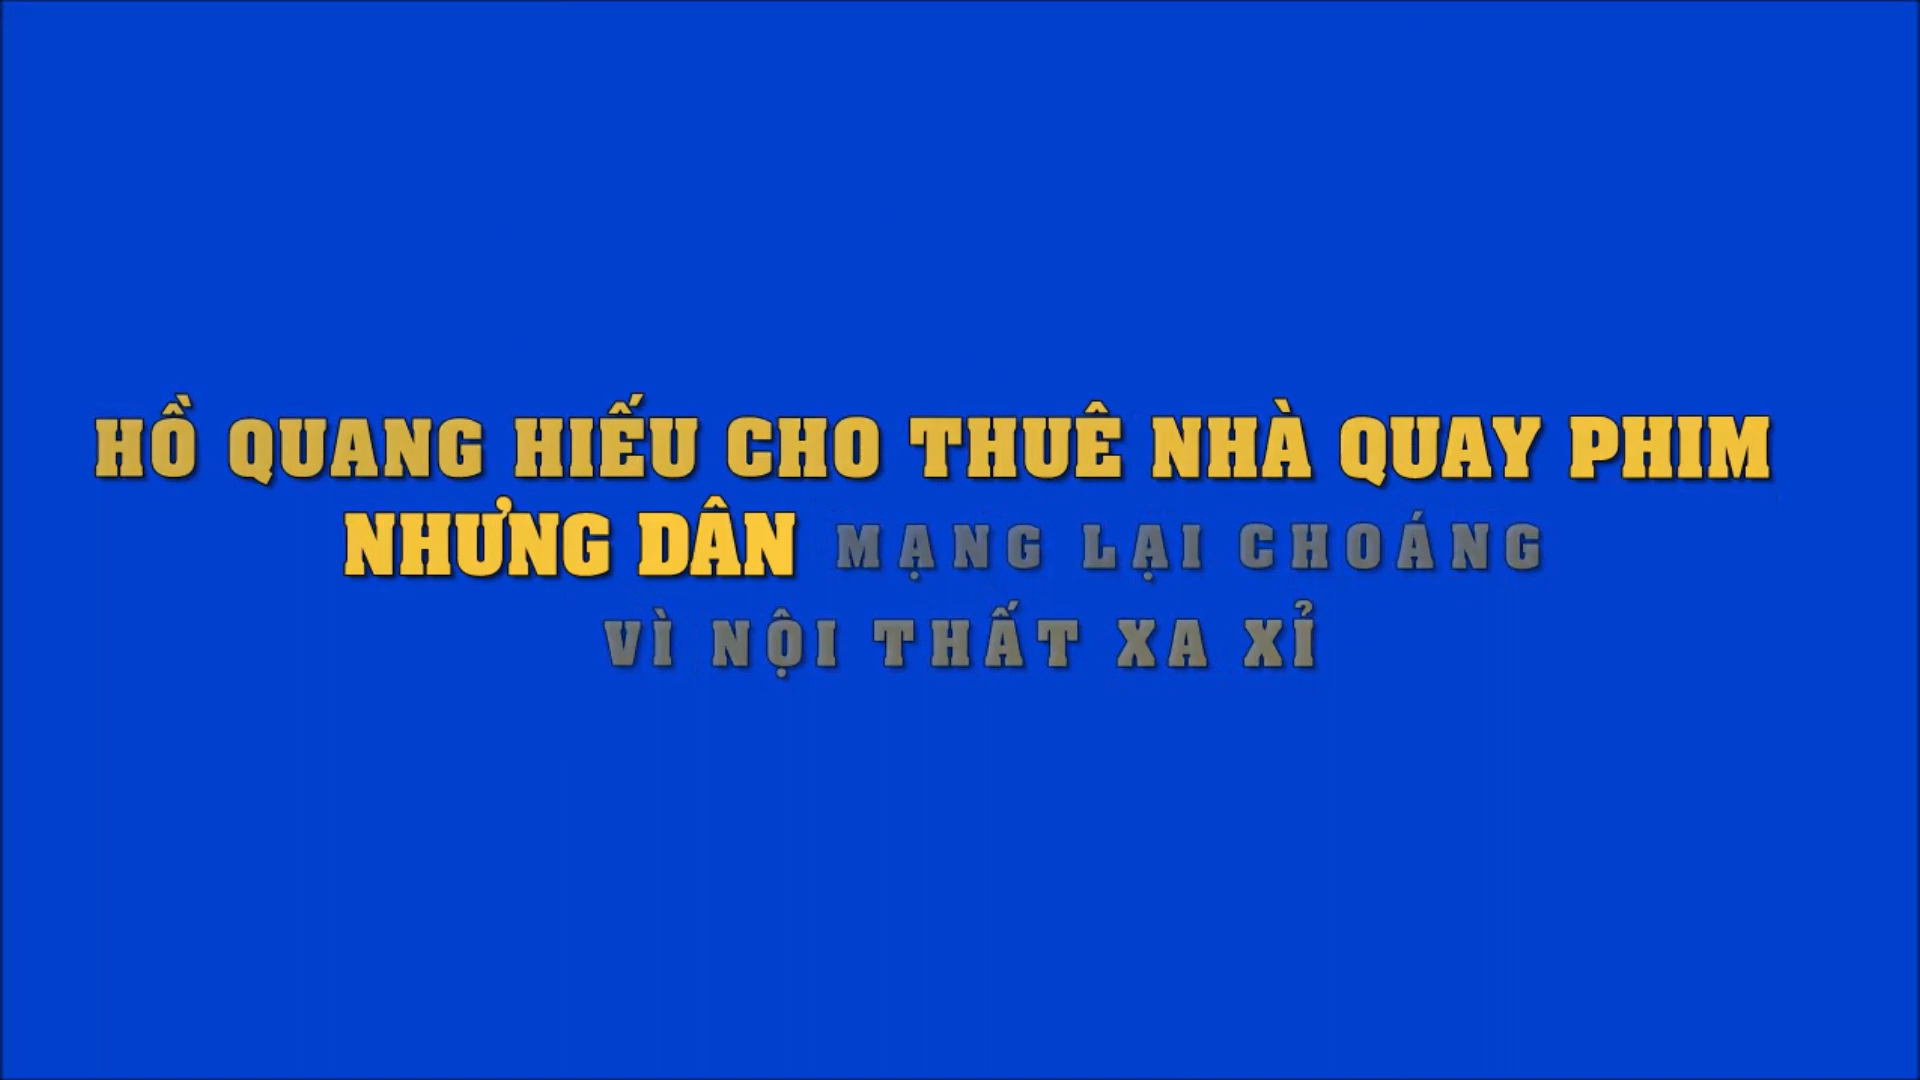 HỒ QUANG HIẾU CHO THUÊ NHÀ QUAY PHIM
NHƯNG DÂN MẠNG LẠI CHOÁNG
VÌ NỘI THẤT XA XỈ